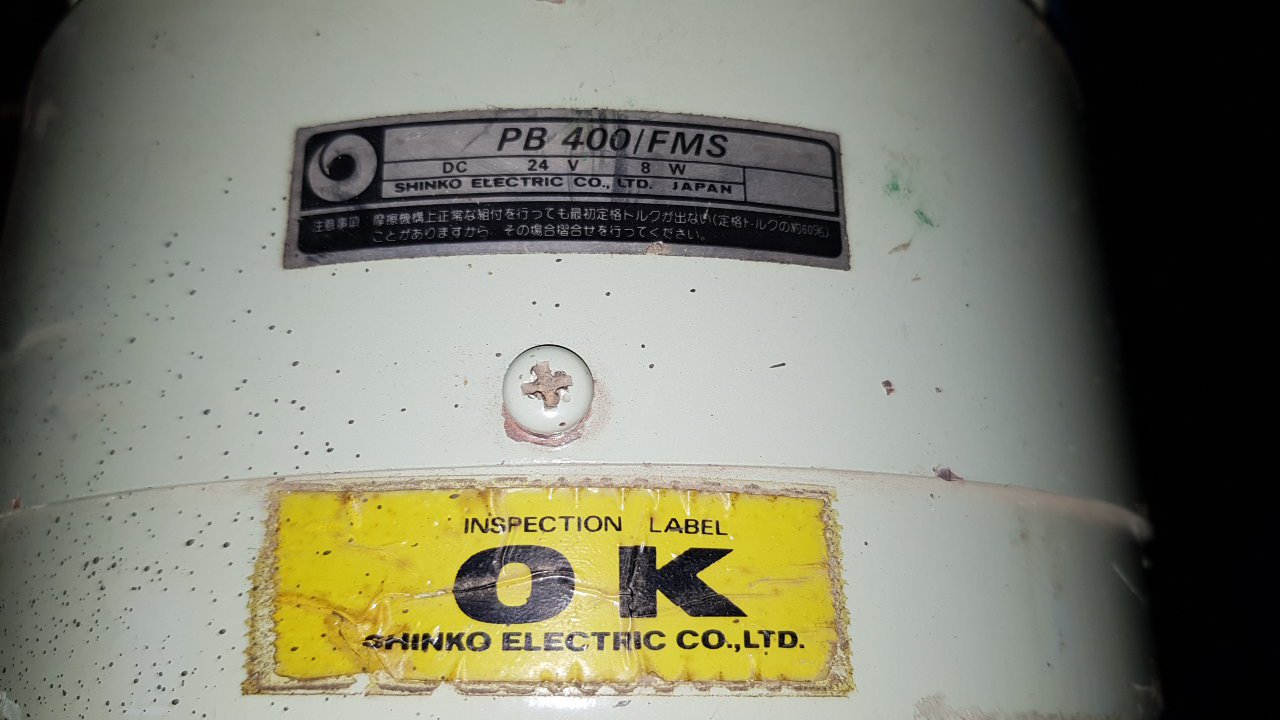 PB 400/FMS
DC 24 V 8 W
SHINKO ELECTRIC CO., LTD. JAPAN
注意事項 摩擦機構上正常な組付を行っても最初定格トルクが出ない(定格トルクの約60%)
ことがありますから、その場合摺合せを行ってください。
INSPECTION LABEL
OK
SHINKO ELECTRIC CO.,LTD.